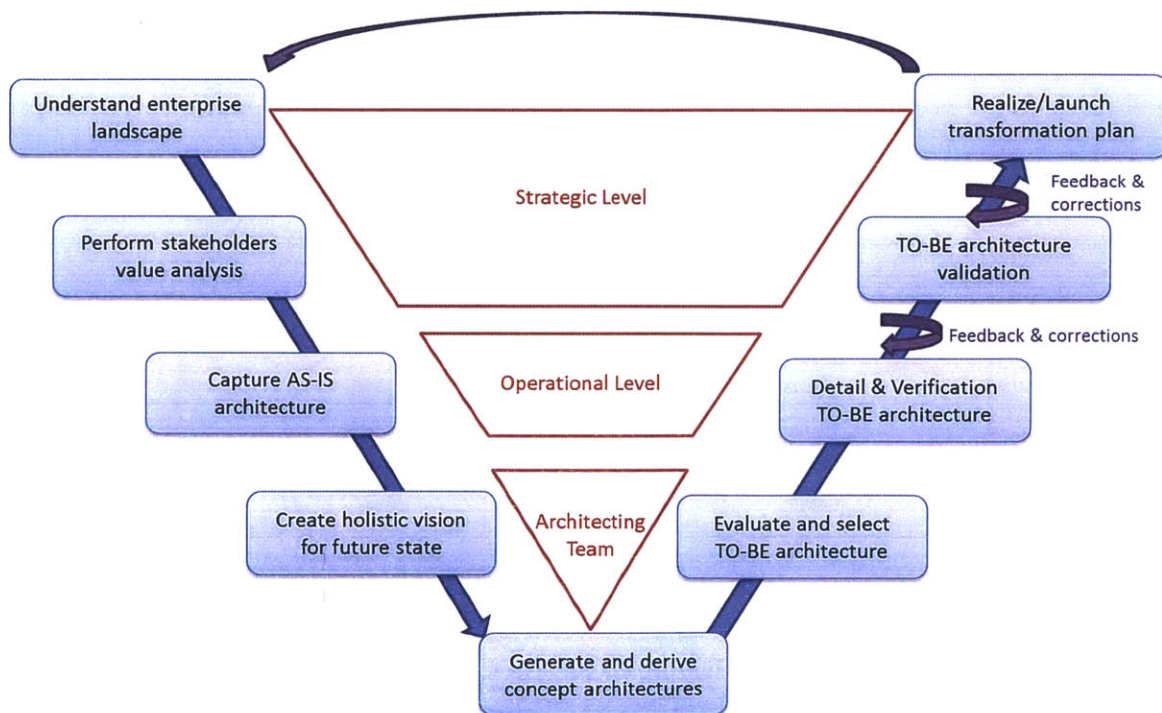 Understand enterprise
landscape
Realize/Launch
transformation plan
Strategic Level
Feedback &
corrections
Perform stakeholders
value analysis
TO-BE architecture
validation
Feedback & corrections
Capture AS-IS
architecture
Operational Level
Detail & Verification
TO-BE architecture
Create holistic vision
for future state
Architecting
Team
Evaluate and select
TO-BE architecture
Generate and derive
concept architectures